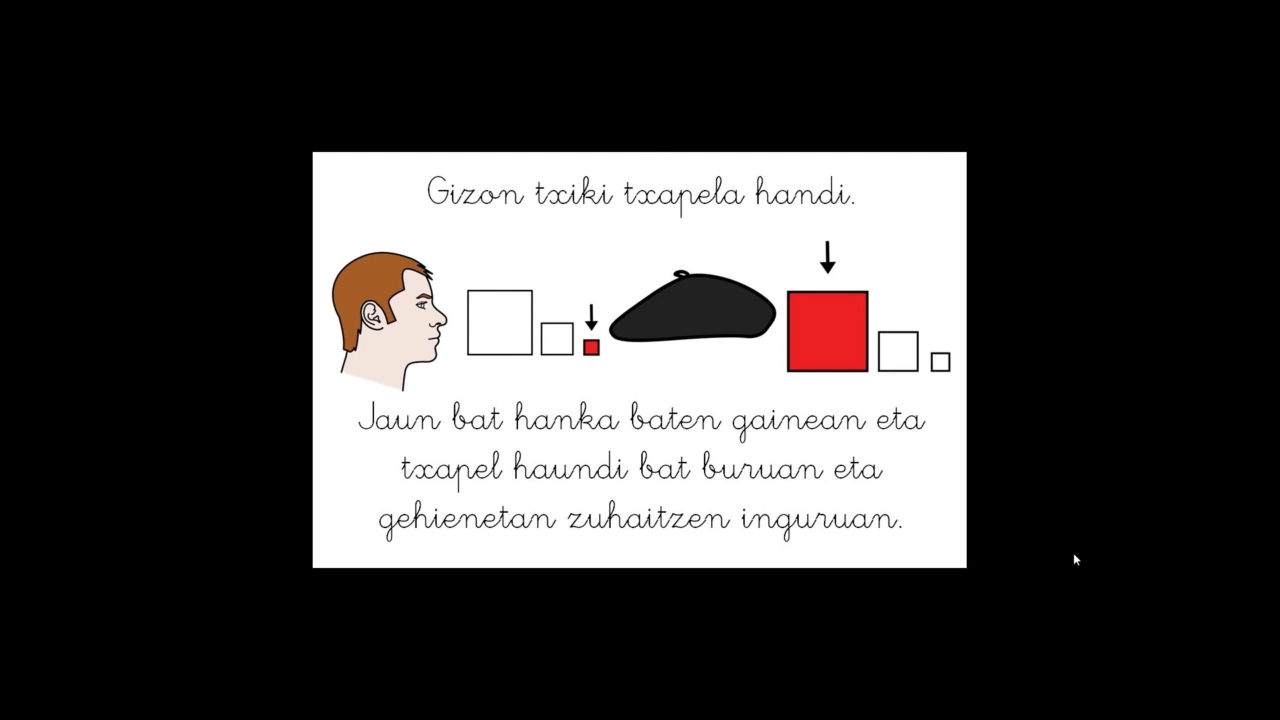 Gizon txiki txapela handi.
Jaun bat hanka baten gainean eta
txapel haundi bat buruan eta
gehienetan zuhaitzen inguruan.